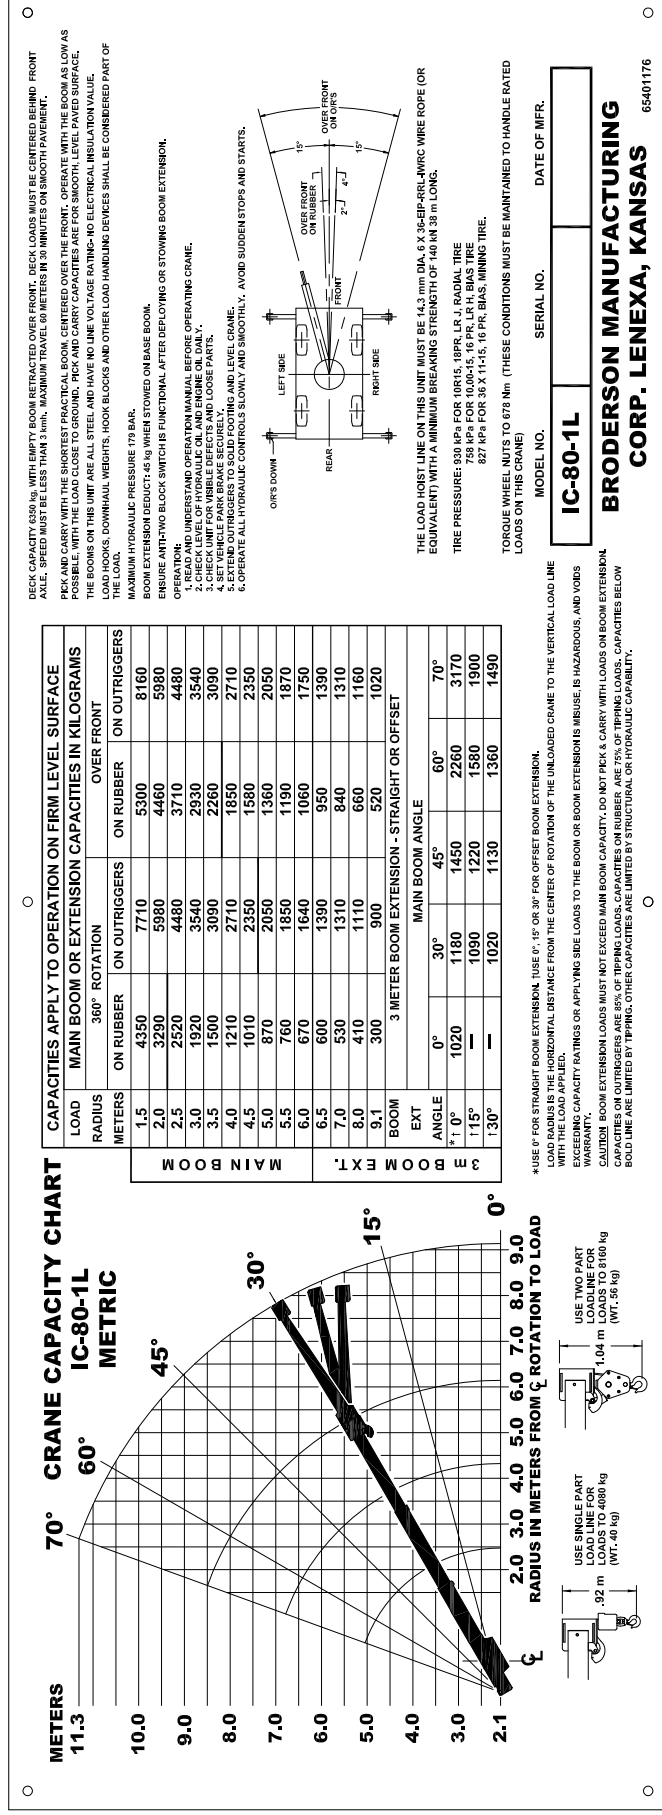 CRANE CAPACITY CHART
IC-80-1L
METRIC
METERS
11.3
10.0
9.0
8.0
7.0
6.0
5.0
4.0
3.0
2.1
70°
60°
45°
30°
15°
0°
2.0 3.0 4.0 5.0 6.0 7.0 8.0 9.0
RADIUS IN METERS FROM ℄ ROTATION TO LOAD
℄
USE SINGLE PART
LOAD LINE FOR
LOADS TO 4080 kg
(WT. 40 kg)
.92 m
USE TWO PART
LOADLINE FOR
LOADS TO 8160 kg
(WT. 56 kg)
1.04 m
CAPACITIES APPLY TO OPERATION ON FIRM LEVEL SURFACE
LOAD MAIN BOOM OR EXTENSION CAPACITIES IN KILOGRAMS
RADIUS 360° ROTATION OVER FRONT
METERS ON RUBBER ON OUTRIGGERS ON RUBBER ON OUTRIGGERS
MAIN BOOM
1.5 4350 7710 5300 8160
2.0 3290 5980 4460 5980
2.5 2520 4480 3710 4480
3.0 1920 3540 2930 3540
3.5 1500 3090 2260 3090
4.0 1210 2710 1850 2710
4.5 1010 2350 1580 2350
5.0 870 2050 1360 2050
5.5 760 1850 1190 1870
6.0 670 1640 1060 1750
3m BOOM EXT.
6.5 600 1390 950 1390
7.0 530 1310 840 1310
8.0 410 1110 660 1160
9.1 300 900 520 1020
BOOM 3 METER BOOM EXTENSION - STRAIGHT OR OFFSET
EXT MAIN BOOM ANGLE
ANGLE 0° 30° 45° 60° 70°
*↑ 0° 1020 1180 1450 2260 3170
↑15° — 1090 1220 1580 1900
↑30° — 1020 1130 1360 1490
*USE 0° FOR STRAIGHT BOOM EXTENSION. ↑USE 0°, 15° OR 30° FOR OFFSET BOOM EXTENSION.
LOAD RADIUS IS THE HORIZONTAL DISTANCE FROM THE CENTER OF ROTATION OF THE UNLOADED CRANE TO THE VERTICAL LOAD LINE
WITH THE LOAD APPLIED.
EXCEEDING CAPACITY RATINGS OR APPLYING SIDE LOADS TO THE BOOM OR BOOM EXTENSION IS MISUSE, IS HAZARDOUS, AND VOIDS
WARRANTY.
CAUTION BOOM EXTENSION LOADS MUST NOT EXCEED MAIN BOOM CAPACITY. DO NOT PICK & CARRY WITH LOADS ON BOOM EXTENSION.
CAPACITIES ON OUTRIGGERS ARE 85% OF TIPPING LOADS. CAPACITIES ON RUBBER ARE 75% OF TIPPING LOADS. CAPACITIES BELOW
BOLD LINE ARE LIMITED BY TIPPING. OTHER CAPACITIES ARE LIMITED BY STRUCTURAL OR HYDRAULIC CAPABILITY.
DECK CAPACITY 6350 kg, WITH EMPTY BOOM RETRACTED OVER FRONT. DECK LOADS MUST BE CENTERED BEHIND FRONT
AXLE. SPEED MUST BE LESS THAN 3 kmh. MAXIMUM TRAVEL 60 METERS IN 30 MINUTES ON SMOOTH PAVEMENT.
PICK AND CARRY WITH THE SHORTEST PRACTICAL BOOM, CENTERED OVER THE FRONT. OPERATE WITH THE BOOM AS LOW AS
POSSIBLE, WITH THE LOAD CLOSE TO GROUND. PICK AND CARRY CAPACITIES ARE FOR SMOOTH, LEVEL PAVED SURFACE.
THE BOOMS ON THIS UNIT ARE ALL STEEL AND HAVE NO LINE VOLTAGE RATING- NO ELECTRICAL INSULATION VALUE.
LOAD HOOKS, DOWNHAUL WEIGHTS, HOOK BLOCKS AND OTHER LOAD HANDLING DEVICES SHALL BE CONSIDERED PART OF
THE LOAD.
MAXIMUM HYDRAULIC PRESSURE 179 BAR.
BOOM EXTENSION DEDUCT: 45 kg WHEN STOWED ON BASE BOOM.
ENSURE ANTI-TWO BLOCK SWITCH IS FUNCTIONAL AFTER DEPLOYING OR STOWING BOOM EXTENSION.
OPERATION:
1. READ AND UNDERSTAND OPERATION MANUAL BEFORE OPERATING CRANE.
2. CHECK LEVEL OF HYDRAULIC OIL AND ENGINE OIL DAILY.
3. CHECK UNIT FOR VISIBLE DEFECTS AND LOOSE PARTS.
4. SET VEHICLE PARK BRAKE SECURELY.
5. EXTEND OUTRIGGERS TO SOLID FOOTING AND LEVEL CRANE.
6. OPERATE ALL HYDRAULIC CONTROLS SLOWLY AND SMOOTHLY. AVOID SUDDEN STOPS AND STARTS.
O/R'S DOWN
LEFT SIDE
REAR
FRONT
RIGHT SIDE
OVER FRONT
ON RUBBER
2°
4°
15°
15°
OVER FRONT
ON O/R'S
THE LOAD HOIST LINE ON THIS UNIT MUST BE 14.3 mm DIA. 6 X 36-EIP-RRL-IWRC WIRE ROPE (OR
EQUIVALENT) WITH A MINIMUM BREAKING STRENGTH OF 149 kN 38 m LONG.
TIRE PRESSURE: 930 kPa FOR 10R15, 18PR, LR J, RADIAL TIRE
758 kPa FOR 10.00-15, 16 PR, LR H, BIAS TIRE
827 kPa FOR 36 X 11-15, 16 PR, BIAS, MINING TIRE.
TORQUE WHEEL NUTS TO 678 Nm (THESE CONDITIONS MUST BE MAINTAINED TO HANDLE RATED
LOADS ON THIS CRANE)
MODEL NO. SERIAL NO. DATE OF MFR.
IC-80-1L
BRODERSON MANUFACTURING
CORP. LENEXA, KANSAS
65401176